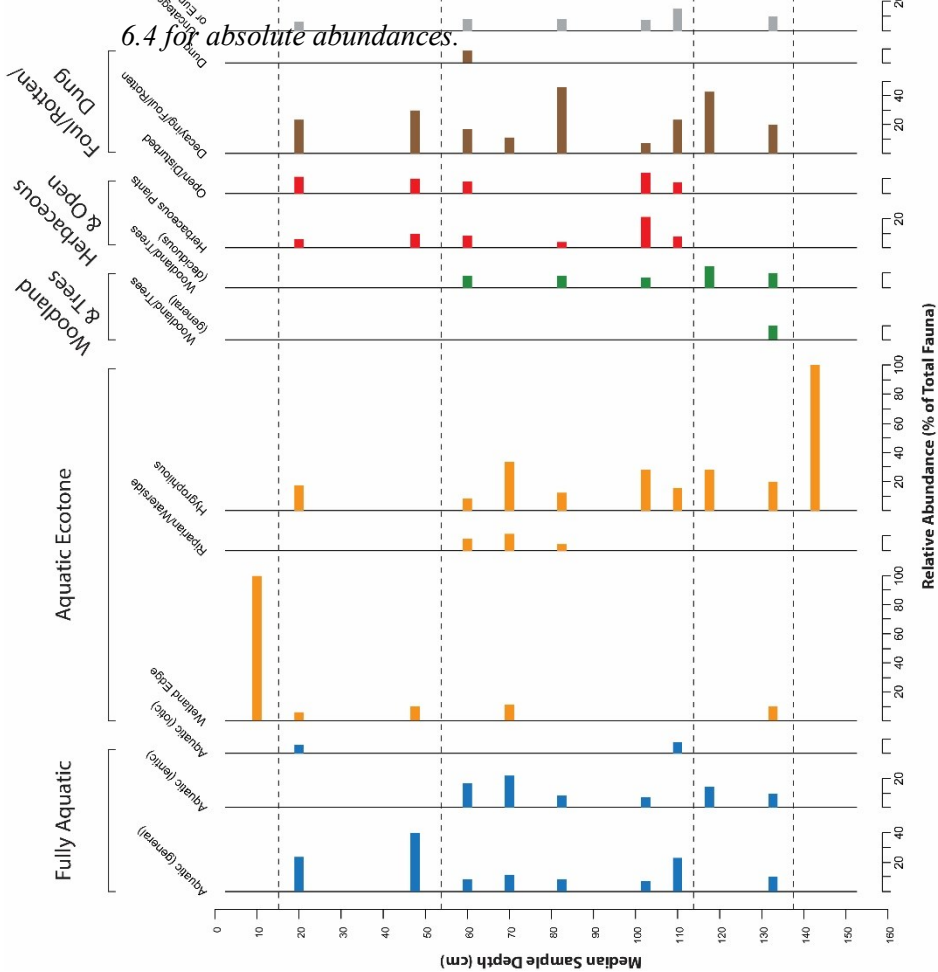 6.4 for absolute abundances.
Fully Aquatic
Aquatic Ecotone
Woodland
& Trees
Herbaceous
& Open
Foul/Rotten/
Dung
Aquatic (general)
Aquatic (lentic)
Aquatic (lotic)
Wetland Edge
Riparian/Waterside
Hygrophilous
Woodland/Trees
(general)
Woodland/Trees
(deciduous)
Herbaceous Plants
Open/Disturbed
Decaying/Foul/Rotten
Dung
0 10 20 30 40 50 60 70 80 90 100 110 120 130 140 150 160
Median Sample Depth (cm)
20 40
20
20 40 60 80 100
20 40 60 80 100
20
20 40
20
Relative Abundance (% of Total Fauna)